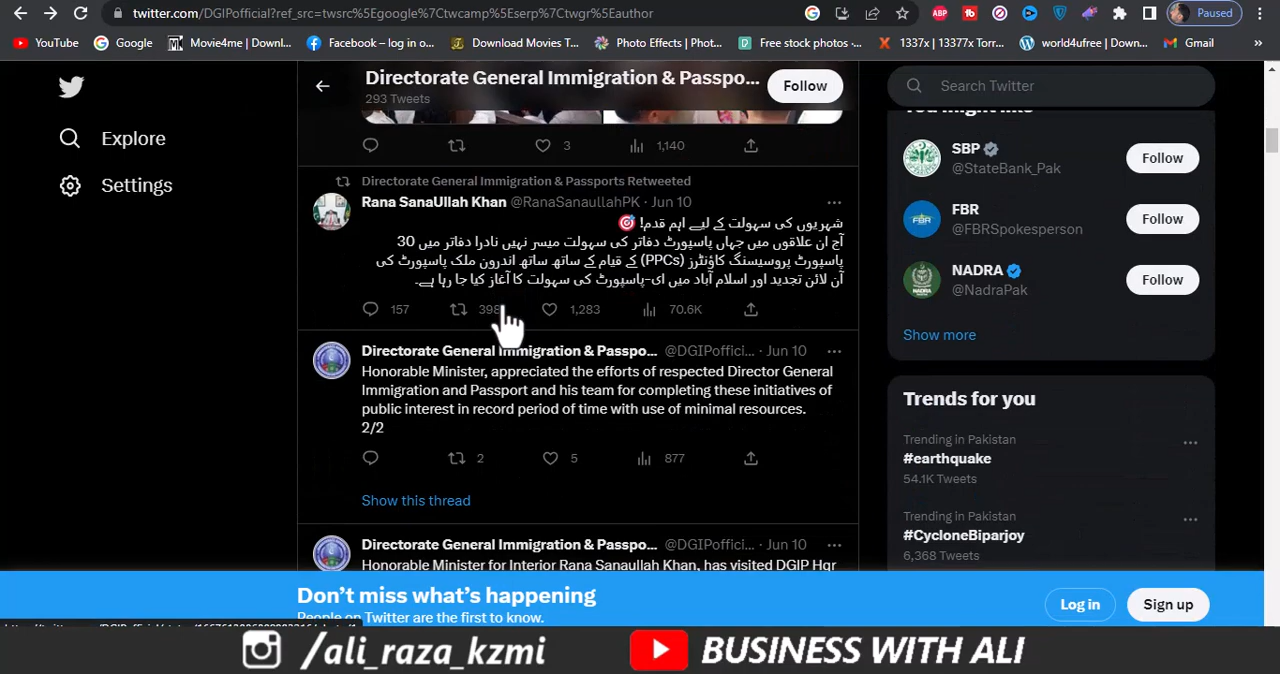 twitter.com/DGIPofficial?ref_src=twsrc%5Egoogle%7Ctwcamp%5Eserp%7Ctwgr%5Eauthor
Paused
YouTube
Google
Movie4me | Downl...
Facebook – log in o...
Download Movies T...
Photo Effects | Phot...
Free stock photos -...
1337x | 13377x Torr...
world4ufree | Down...
Gmail
»
Explore
Settings
Directorate General Immigration & Passpo...
293 Tweets
Follow
3
1,140
Directorate General Immigration & Passports Retweeted
Rana SanaUllah Khan @RanaSanaullahPK · Jun 10
شہریوں کی سہولت کے لیے اہم قدم! 🎯
آج ان علاقوں میں جہاں پاسپورٹ دفاتر کی سہولت میسر نہیں نادرا دفاتر میں 30
پاسپورٹ پروسیسنگ کاؤنٹرز (PPCs) کے قیام کے ساتھ ساتھ اندرون ملک پاسپورٹ کی
آن لائن تجدید اور اسلام آباد میں ای-پاسپورٹ کی سہولت کا آغاز کیا جا رہا ہے۔
157
398
1,283
70.6K
Directorate General Immigration & Passpo... @DGIPoffici... · Jun 10
Honorable Minister, appreciated the efforts of respected Director General
Immigration and Passport and his team for completing these initiatives of
public interest in record period of time with use of minimal resources.
2/2
2
5
877
Show this thread
Directorate General Immigration & Passpo... @DGIPoffici... · Jun 10
Honorable Minister for Interior Rana Sanaullah Khan, has visited DGIP Hqr
Search Twitter
You might like
SBP
@StateBank_Pak
Follow
FBR
FBR
@FBRSpokesperson
Follow
NADRA
@NadraPak
Follow
Show more
Trends for you
Trending in Pakistan
#earthquake
54.1K Tweets
Trending in Pakistan
#CycloneBiparjoy
6,368 Tweets
Don't miss what's happening
People on Twitter are the first to know.
Log in
Sign up
/ali_raza_kzmi
BUSINESS WITH ALI